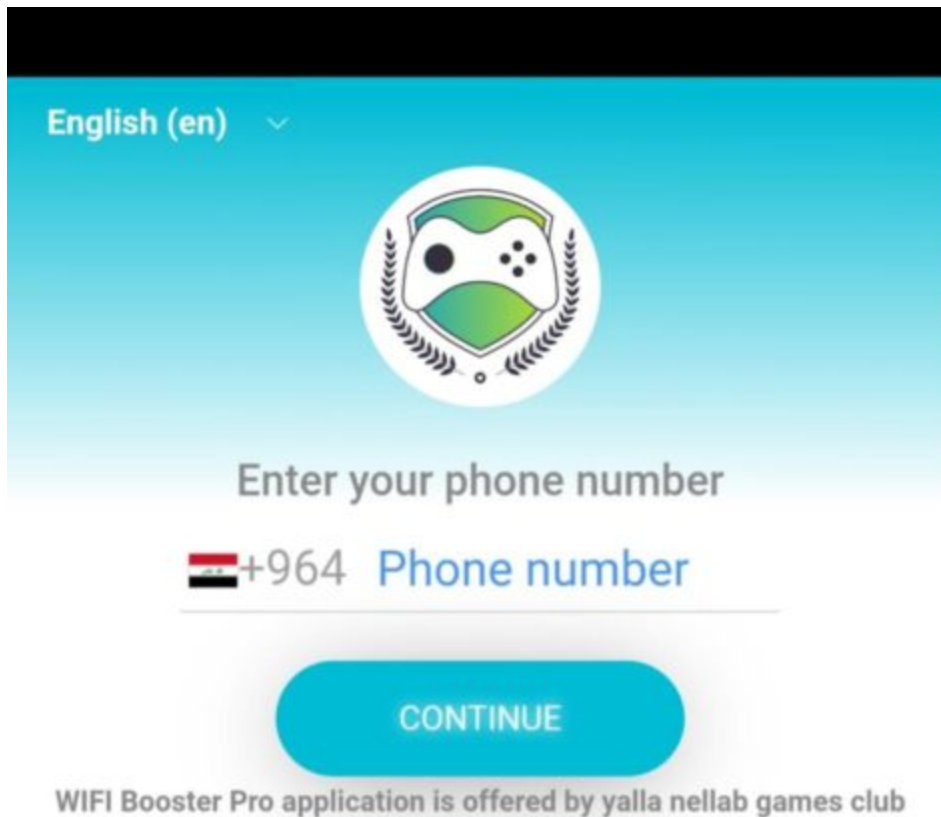 English (en)
Enter your phone number
+964 Phone number
CONTINUE
WIFI Booster Pro application is offered by yalla nellab games club